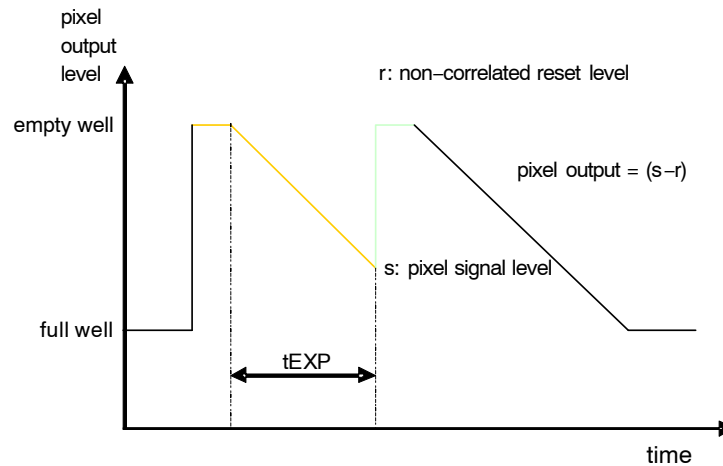 pixel
output
level
r: non−correlated reset level
empty well
pixel output = (s−r)
s: pixel signal level
full well
tEXP
time